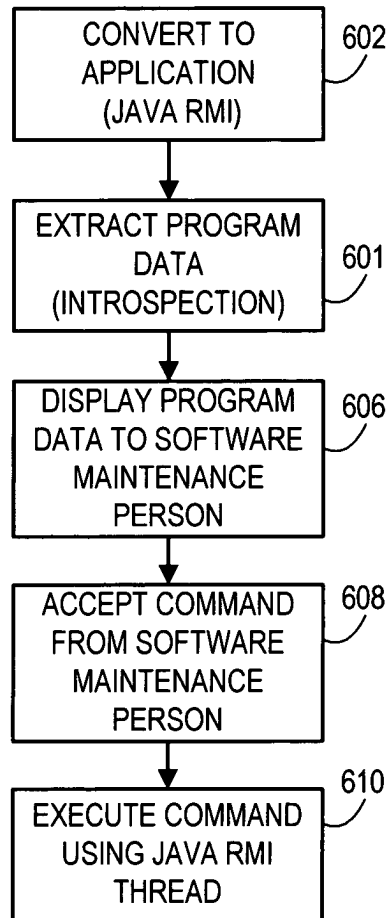 CONVERT TO
APPLICATION
(JAVA RMI)
602
EXTRACT PROGRAM
DATA
(INTROSPECTION)
601
DISPLAY PROGRAM
DATA TO SOFTWARE
MAINTENANCE
PERSON
606
ACCEPT COMMAND
FROM SOFTWARE
MAINTENANCE
PERSON
608
EXECUTE COMMAND
USING JAVA RMI
THREAD
610